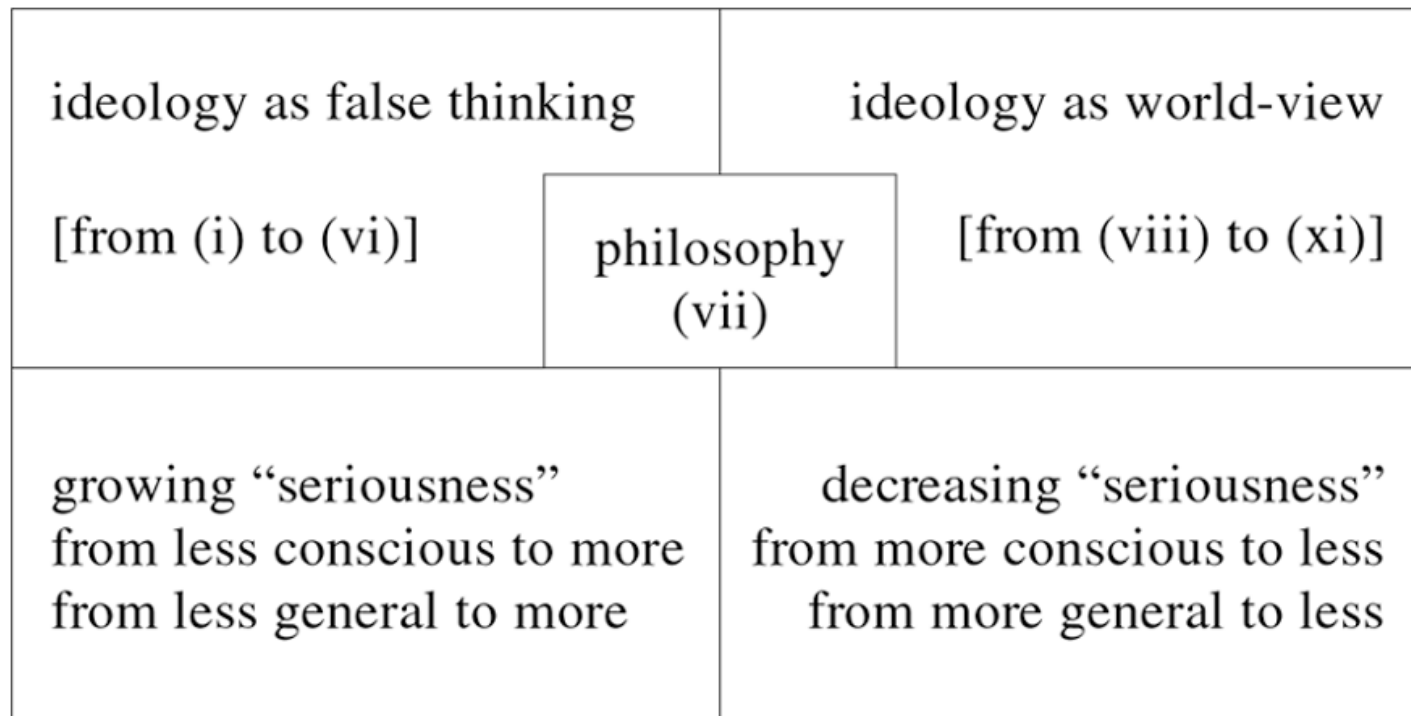 ideology as false thinking
[from (i) to (vi)]
ideology as world-view
[from (viii) to (xi)]
philosophy
(vii)
growing “seriousness”
from less conscious to more
from less general to more
decreasing “seriousness”
from more conscious to less
from more general to less